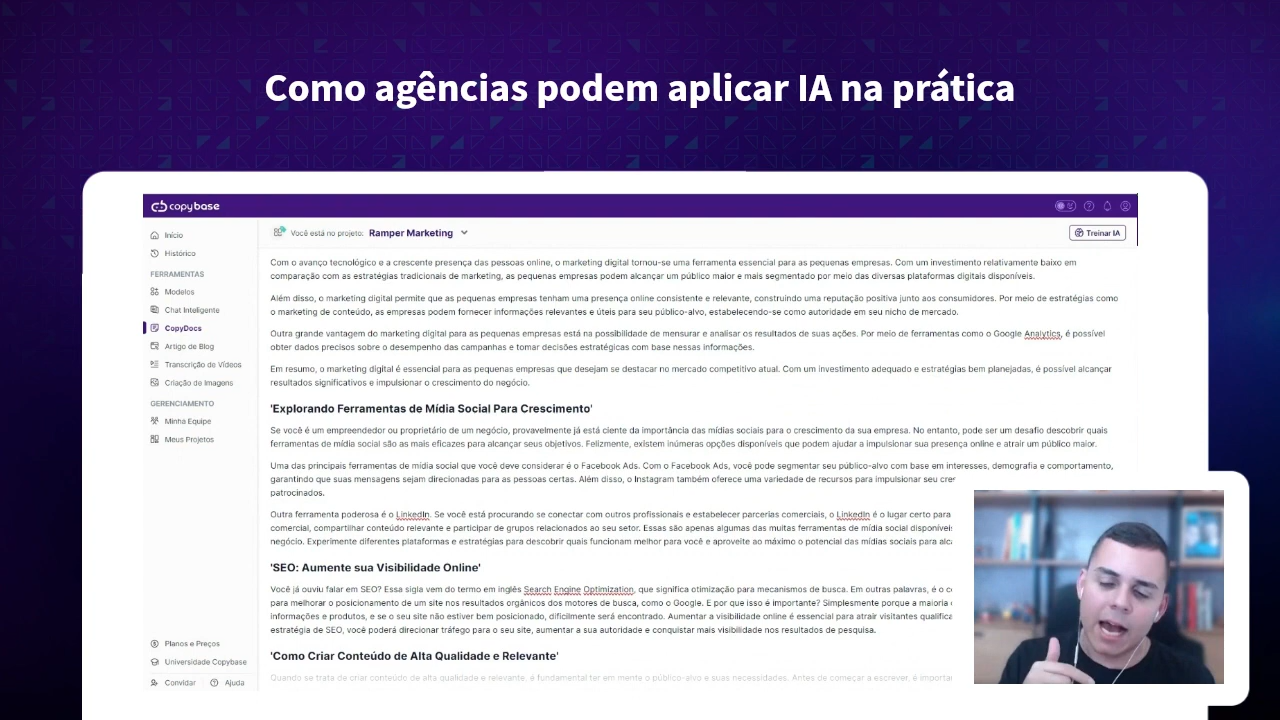 Como agências podem aplicar IA na prática
copybase
Você está no projeto: Ramper Marketing
Treinar IA
Início
Histórico
FERRAMENTAS
Modelos
Chat Inteligente
CopyDocs
Artigo de Blog
Transcrição de Vídeos
Criação de Imagens
GERENCIAMENTO
Minha Equipe
Meus Projetos
Planos e Preços
Universidade Copybase
Convidar
Ajuda
Com o avanço tecnológico e a crescente presença das pessoas online, o marketing digital tornou-se uma ferramenta essencial para as pequenas empresas. Com um investimento relativamente baixo em
comparação com as estratégias tradicionais de marketing, as pequenas empresas podem alcançar um público maior e mais segmentado por meio das diversas plataformas digitais disponíveis.
Além disso, o marketing digital permite que as pequenas empresas tenham uma presença online consistente e relevante, construindo uma reputação positiva junto aos consumidores. Por meio de estratégias como
o marketing de conteúdo, as empresas podem fornecer informações relevantes e úteis para seu público-alvo, estabelecendo-se como autoridade em seu nicho de mercado.
Outra grande vantagem do marketing digital para as pequenas empresas está na possibilidade de mensurar e analisar os resultados de suas ações. Por meio de ferramentas como o Google Analytics, é possível
obter dados precisos sobre o desempenho das campanhas e tomar decisões estratégicas com base nessas informações.
Em resumo, o marketing digital é essencial para as pequenas empresas que desejam se destacar no mercado competitivo atual. Com um investimento adequado e estratégias bem planejadas, é possível alcançar
resultados significativos e impulsionar o crescimento do negócio.
'Explorando Ferramentas de Mídia Social Para Crescimento'
Se você é um empreendedor ou proprietário de um negócio, provavelmente já está ciente da importância das mídias sociais para o crescimento da sua empresa. No entanto, pode ser um desafio descobrir quais
ferramentas de mídia social são as mais eficazes para alcançar seus objetivos. Felizmente, existem inúmeras opções disponíveis que podem ajudar a impulsionar sua presença online e atrair um público maior.
Uma das principais ferramentas de mídia social que você deve considerar é o Facebook Ads. Com o Facebook Ads, você pode segmentar seu público-alvo com base em interesses, demografia e comportamento,
garantindo que suas mensagens sejam direcionadas para as pessoas certas. Além disso, o Instagram também oferece uma variedade de recursos para impulsionar seu cre
patrocinados.
Outra ferramenta poderosa é o LinkedIn. Se você está procurando se conectar com outros profissionais e estabelecer parcerias comerciais, o LinkedIn é o lugar certo para
comercial, compartilhar conteúdo relevante e participar de grupos relacionados ao seu setor. Essas são apenas algumas das muitas ferramentas de mídia social disponíveis
negócio. Experimente diferentes plataformas e estratégias para descobrir quais funcionam melhor para você e aproveite ao máximo o potencial das mídias sociais para alca
'SEO: Aumente sua Visibilidade Online'
Você já ouviu falar em SEO? Essa sigla vem do termo em inglês Search Engine Optimization, que significa otimização para mecanismos de busca. Em outras palavras, é o c
para melhorar o posicionamento de um site nos resultados orgânicos dos motores de busca, como o Google. E por que isso é importante? Simplesmente porque a maioria
informações e produtos, e se o seu site não estiver bem posicionado, dificilmente será encontrado. Aumentar a visibilidade online é essencial para atrair visitantes qualifica
estratégia de SEO, você poderá direcionar tráfego para o seu site, aumentar a sua autoridade e conquistar mais visibilidade nos resultados de pesquisa.
'Como Criar Conteúdo de Alta Qualidade e Relevante'
Quando se trata de criar conteúdo de alta qualidade e relevante, é fundamental ter em mente o público-alvo e suas necessidades. Antes de começar a escrever, é importan